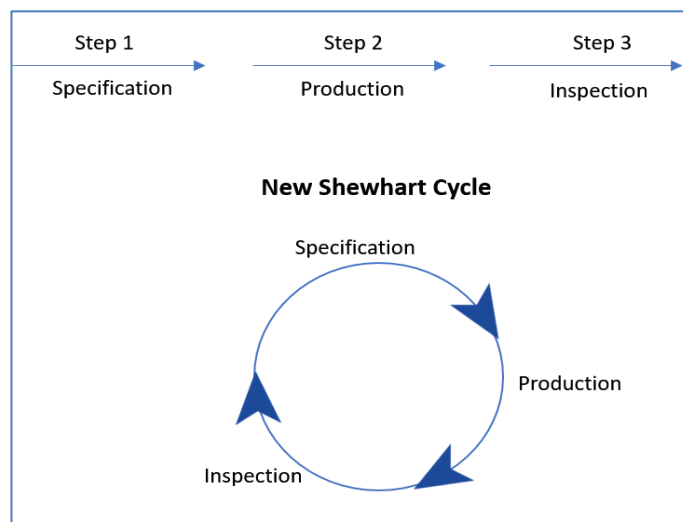 Step 1
Step 2
Step 3
Specification
Production
Inspection
New Shewhart Cycle
Specification
Production
Inspection